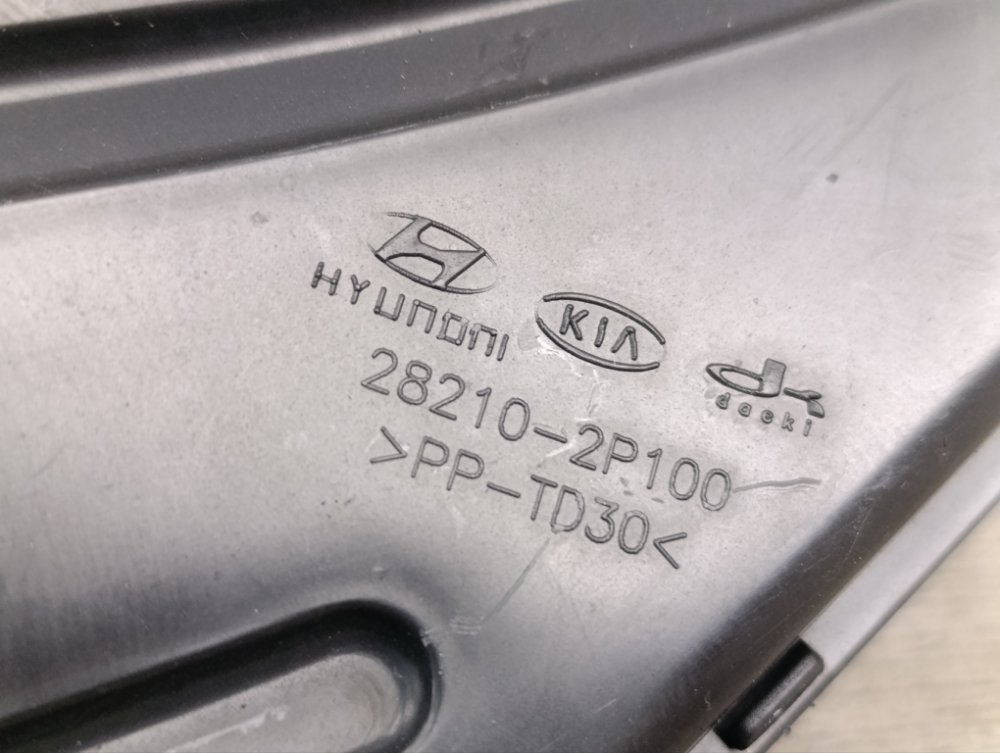 HYUNDAI
KIA
daeki
28210-2P100
>PP-TD30<